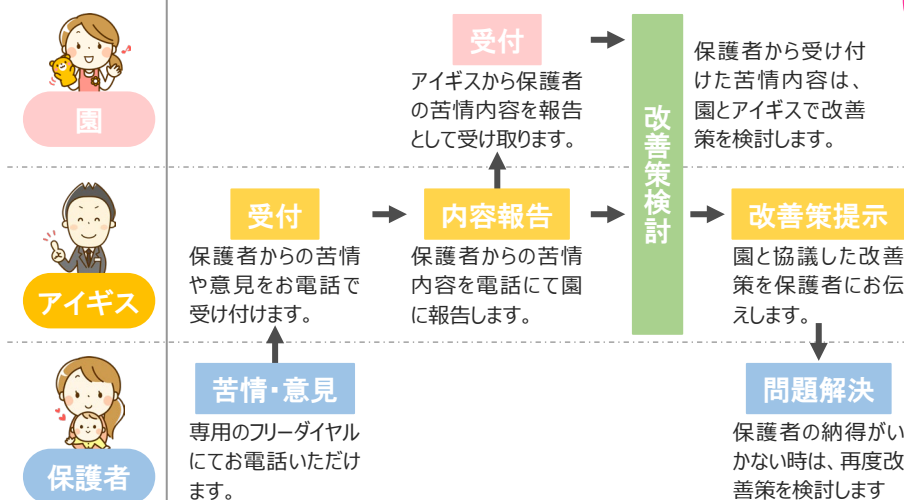 園
受付
アイギスから保護者
の苦情内容を報告
として受け取ります。
改善策検討
保護者から受け付
けた苦情内容は、
園とアイギスで改善
策を検討します。
アイギス
受付
保護者からの苦情
や意見をお電話で
受け付けます。
内容報告
保護者からの苦情
内容を電話にて園
に報告します。
改善策提示
園と協議した改善
策を保護者にお伝
えします。
保護者
苦情・意見
専用のフリーダイヤル
にてお電話いただけ
ます。
問題解決
保護者の納得がい
かない時は、再度改
善策を検討します